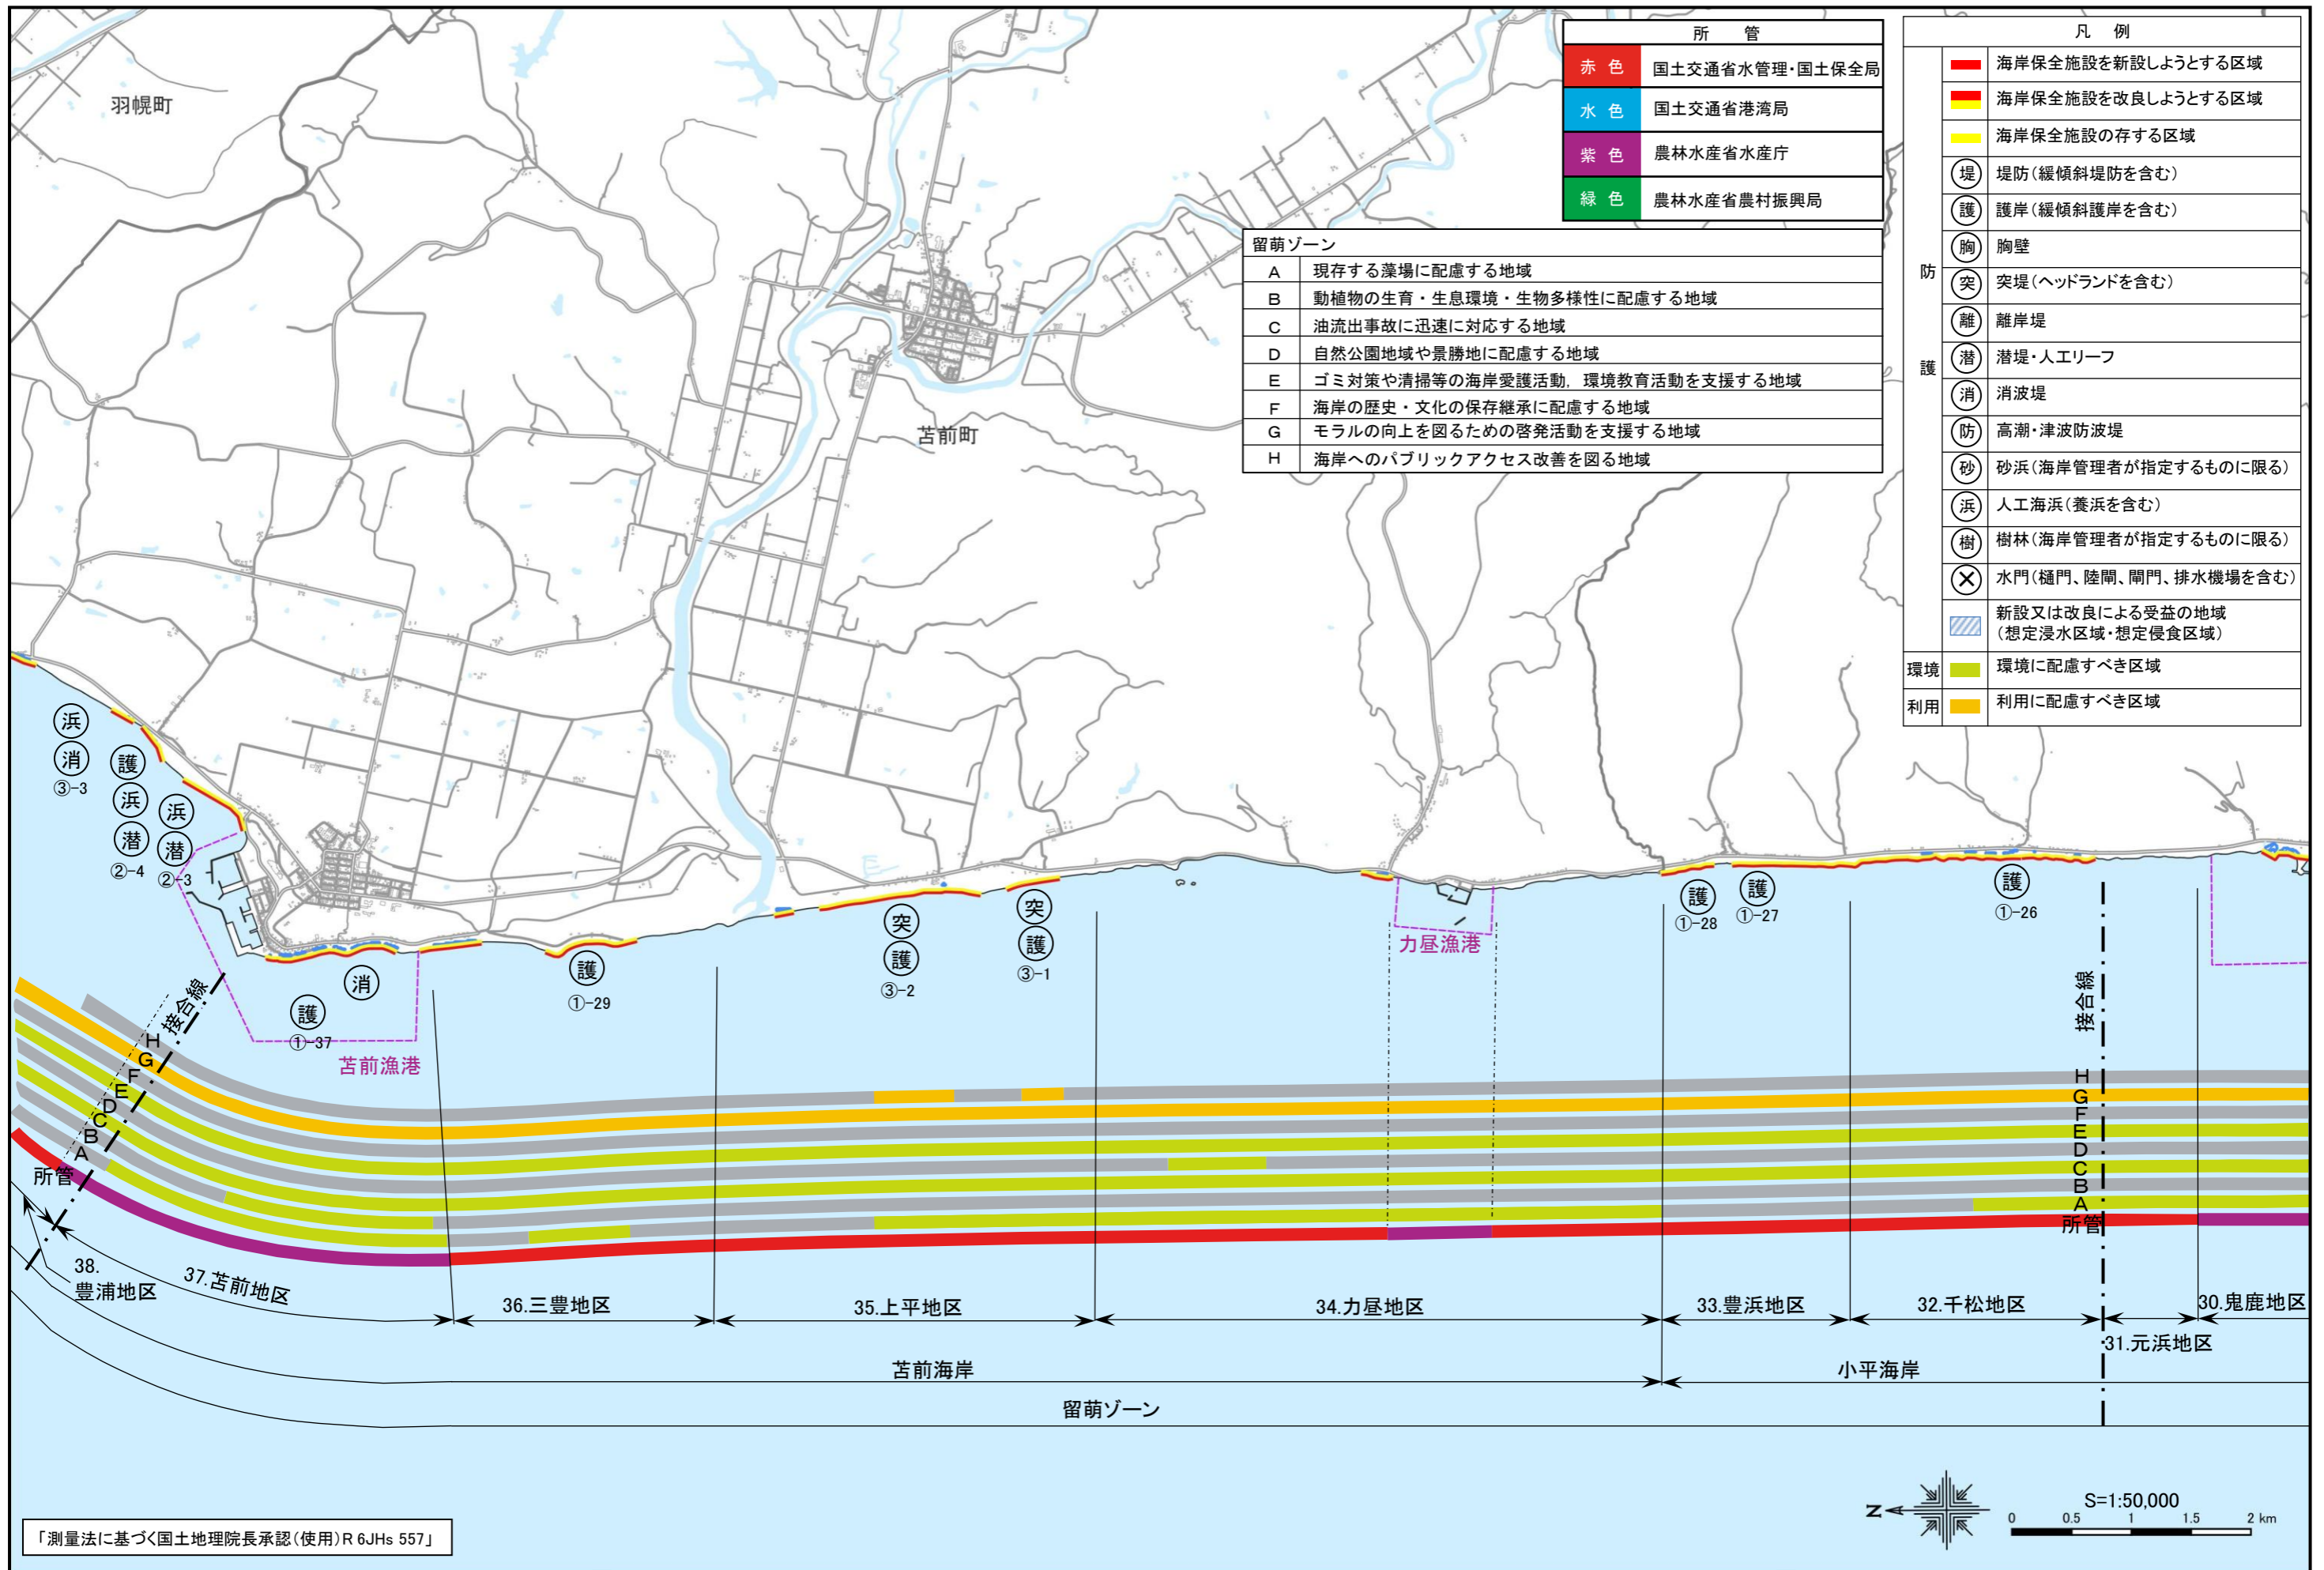 所 管
赤 色 国土交通省水管理・国土保全局
水 色 国土交通省港湾局
紫 色 農林水産省水産庁
緑 色 農林水産省農村振興局
凡 例
防 護
海岸保全施設を新設しようとする区域
海岸保全施設を改良しようとする区域
海岸保全施設の存する区域
堤 堤防(緩傾斜堤防を含む)
護 護岸(緩傾斜護岸を含む)
胸 胸壁
突 突堤(ヘッドランドを含む)
離 離岸堤
潜 潜堤・人工リーフ
消 消波堤
防 高潮・津波防波堤
砂 砂浜(海岸管理者が指定するものに限る)
浜 人工海浜(養浜を含む)
樹 樹林(海岸管理者が指定するものに限る)
水門(樋門、陸閘、閘門、排水機場を含む)
新設又は改良による受益の地域
(想定浸水区域・想定侵食区域)
環境 環境に配慮すべき区域
利用 利用に配慮すべき区域
留萌ゾーン
A 現存する藻場に配慮する地域
B 動植物の生育・生息環境・生物多様性に配慮する地域
C 油流出事故に迅速に対応する地域
D 自然公園地域や景勝地に配慮する地域
E ゴミ対策や清掃等の海岸愛護活動,環境教育活動を支援する地域
F 海岸の歴史・文化の保存継承に配慮する地域
G モラルの向上を図るための啓発活動を支援する地域
H 海岸へのパブリックアクセス改善を図る地域
羽幌町
苫前町
浜
消
③-3
護
浜
潜
②-4
浜
潜
②-3
消
護
①-37
苫前漁港
護
①-29
突
護
③-2
突
護
③-1
力昼漁港
護
①-28
護
①-27
護
①-26
接合線
H
G
F
E
D
C
B
A
所管
接合線
H
G
F
E
D
C
B
A
所管
38.
豊浦地区
37.苫前地区
36.三豊地区
35.上平地区
34.力昼地区
33.豊浜地区
32.千松地区
31.元浜地区
30.鬼鹿地区
苫前海岸
小平海岸
留萌ゾーン
「測量法に基づく国土地理院長承認(使用)R 6JHs 557」
N
S=1:50,000
0 0.5 1 1.5 2 km